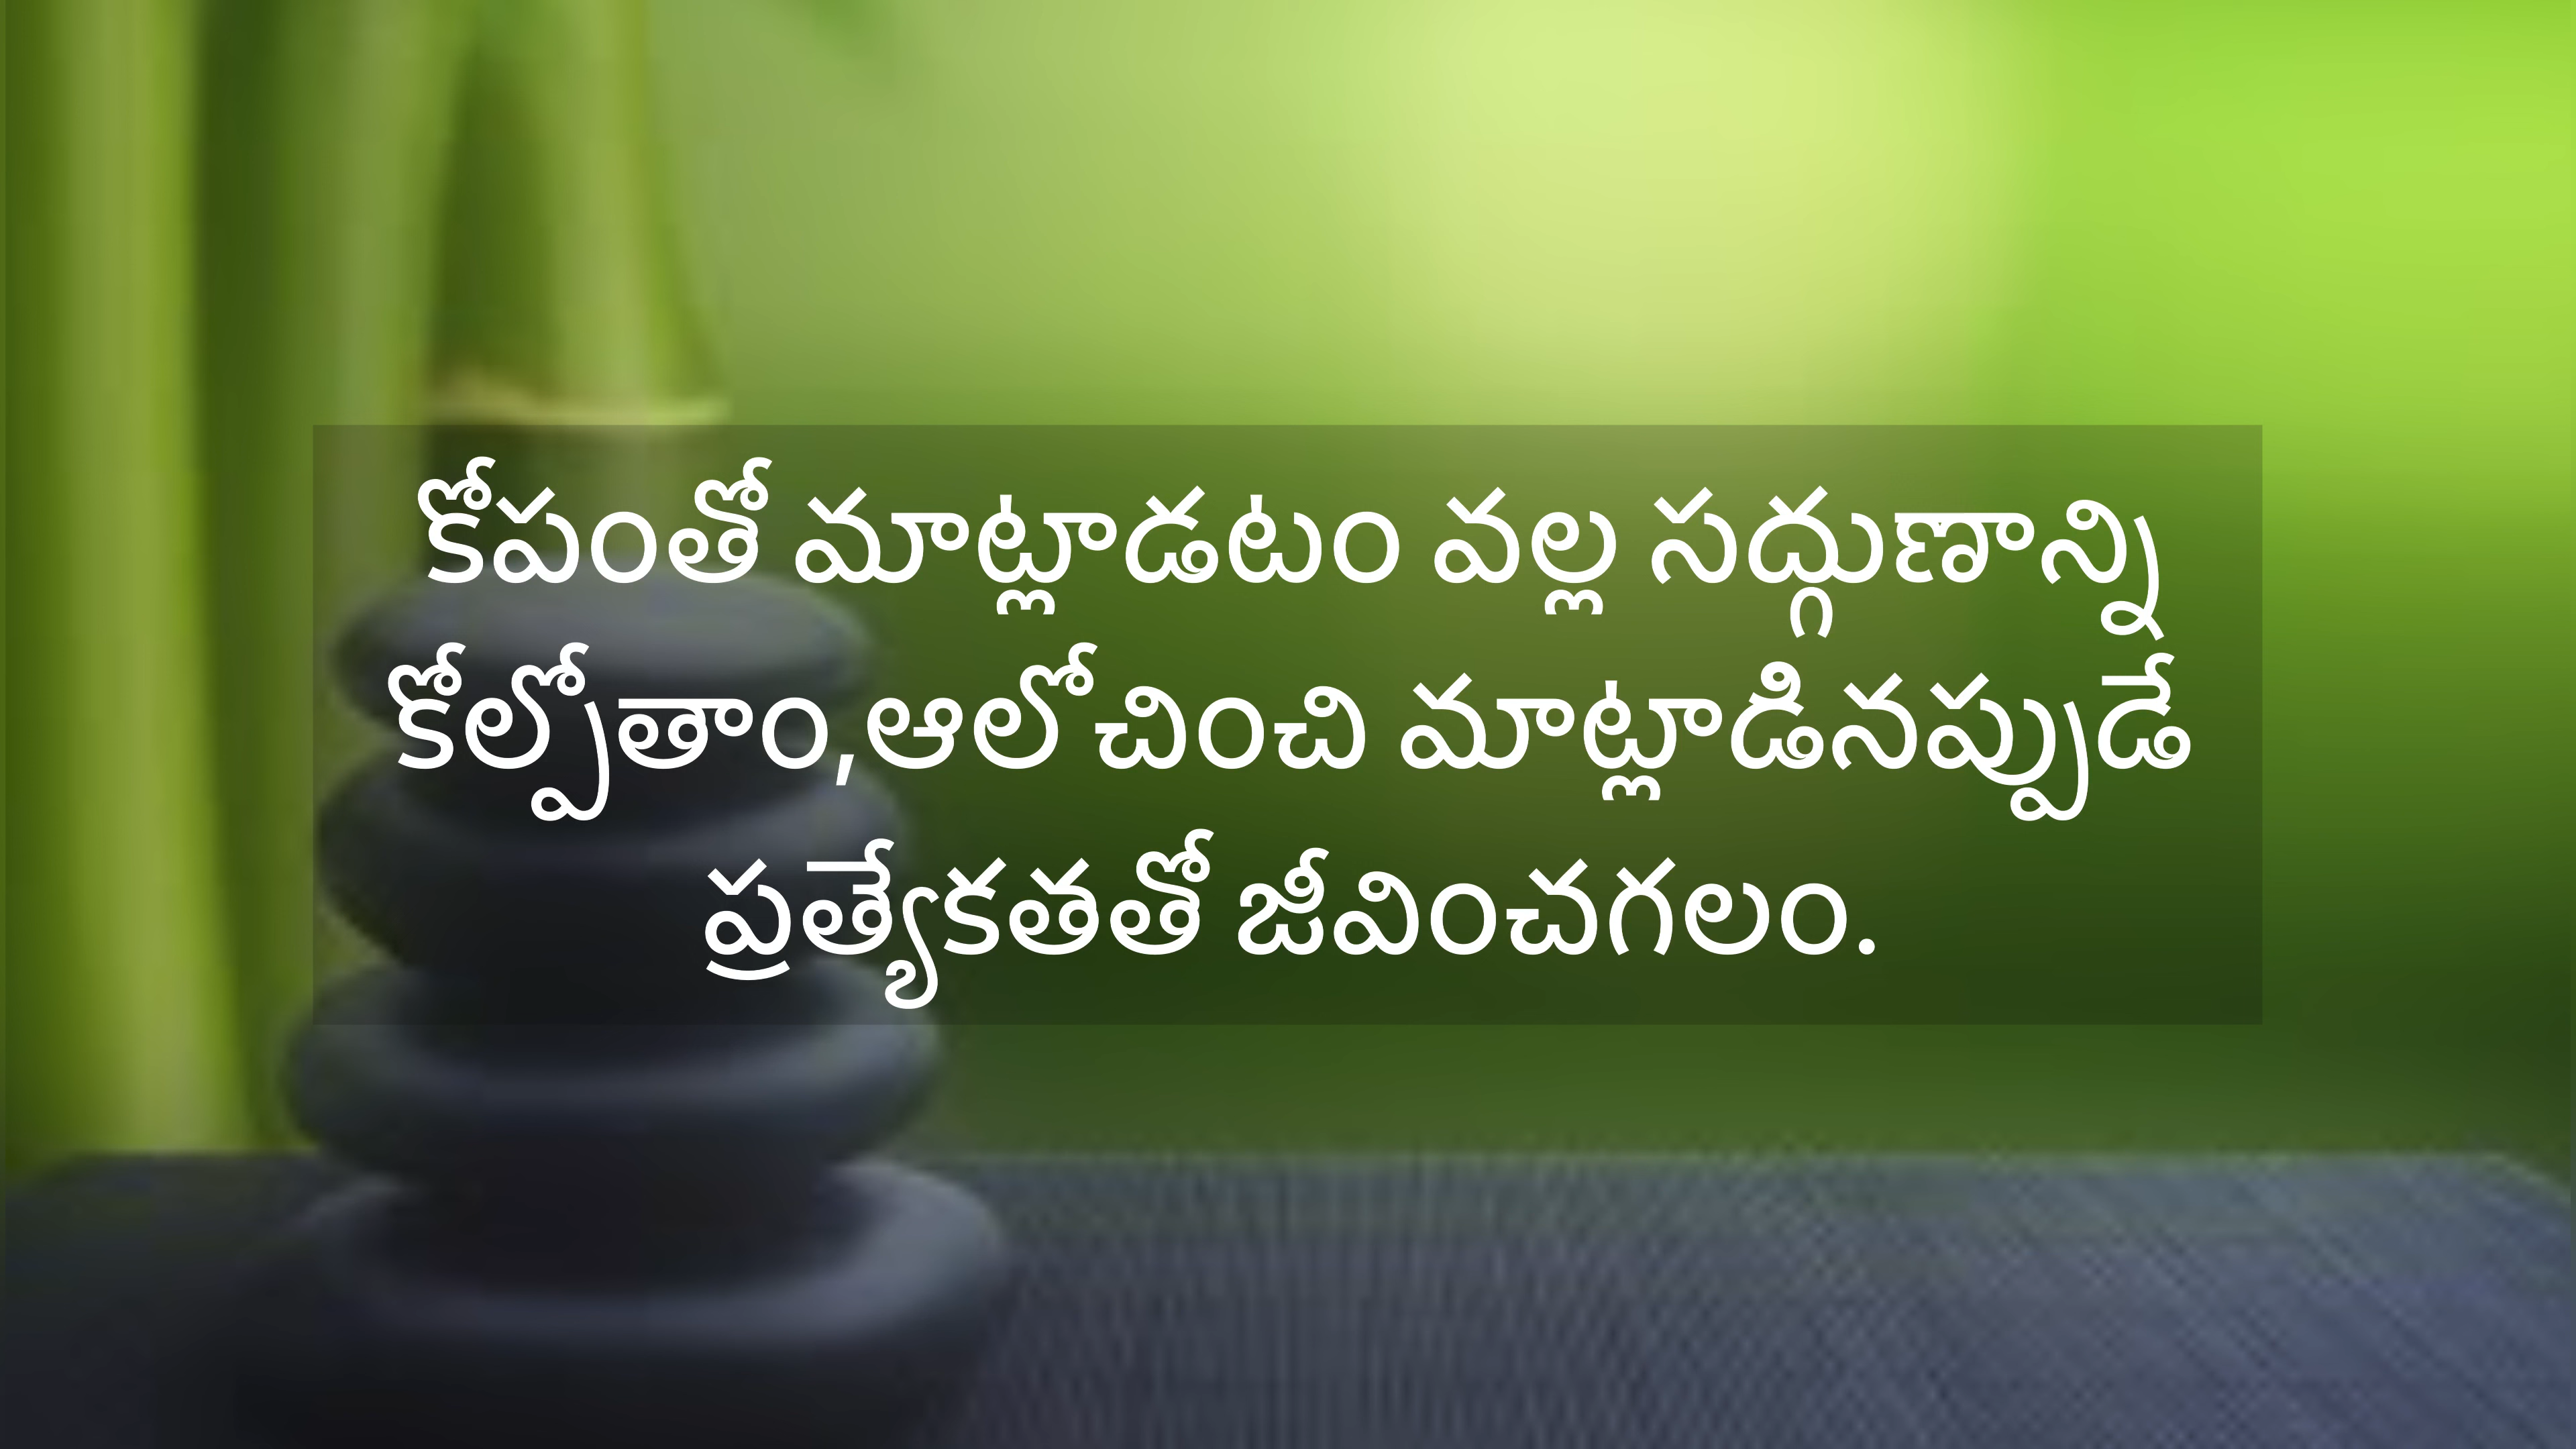 కోపంతో మాట్లాడటం వల్ల సద్గుణాన్ని
కోల్పోతాం,ఆలోచించి మాట్లాడినప్పుడే
ప్రత్యేకతతో జీవించగలం.